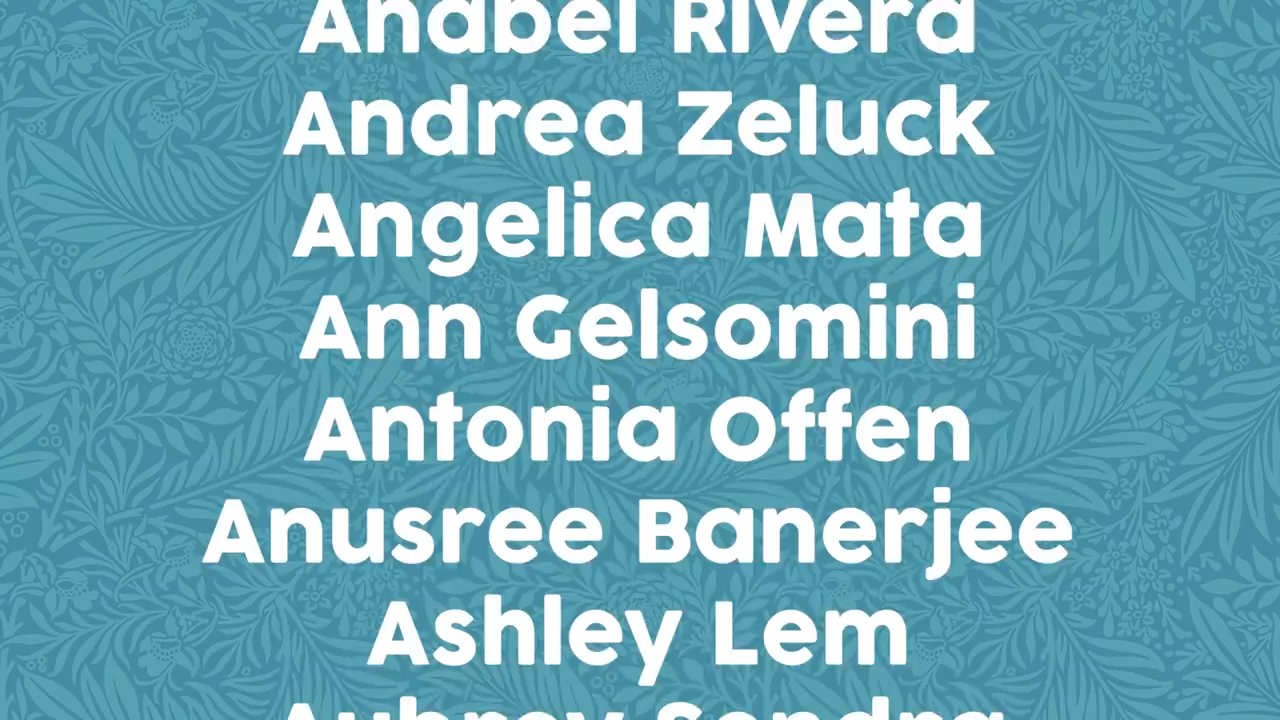 Anabel Rivera
Andrea Zeluck
Angelica Mata
Ann Gelsomini
Antonia Offen
Anusree Banerjee
Ashley Lem